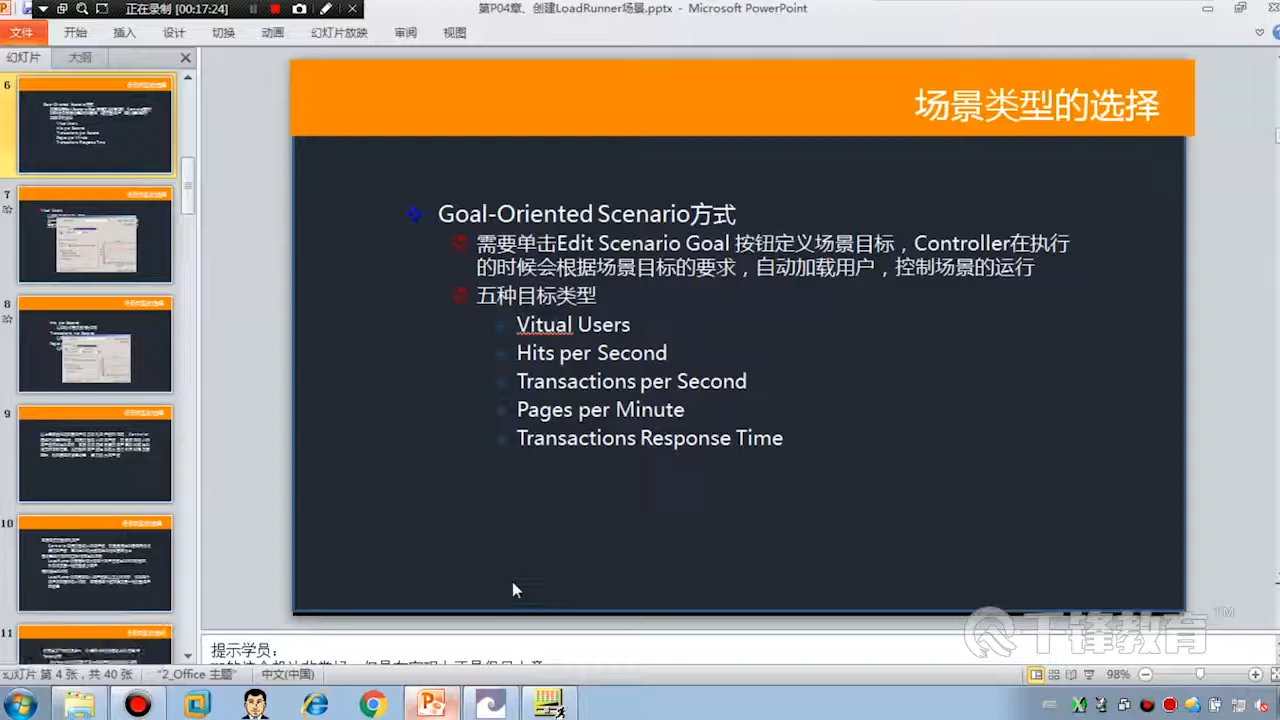 正在录制 [00:17:24]
第P04章、创建LoadRunner场景.pptx - Microsoft PowerPoint
文件 开始 插入 设计 切换 动画 幻灯片放映 审阅 视图
幻灯片 大纲
场景类型的选择
Goal-Oriented Scenario方式
需要单击Edit Scenario Goal 按钮定义场景目标，Controller在执行
的时候会根据场景目标的要求，自动加载用户，控制场景的运行
五种目标类型
Vitual Users
Hits per Second
Transactions per Second
Pages per Minute
Transactions Response Time
6
7
8
9
10
11
千锋教育 TM
提示学员：
幻灯片 第 4 张，共 40 张 "2_Office 主题" 中文(中国) 98%